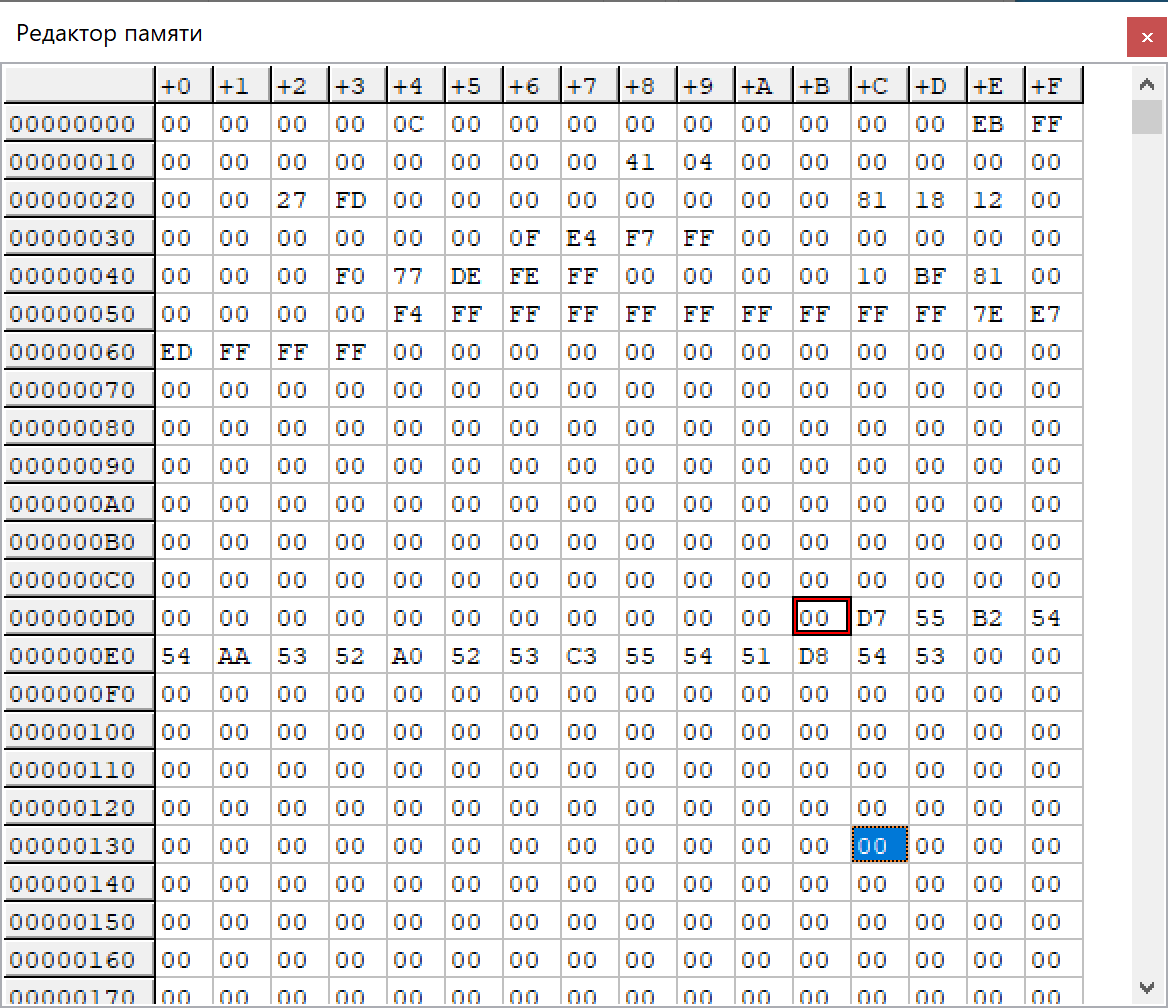 Редактор памяти
+0 +1 +2 +3 +4 +5 +6 +7 +8 +9 +A +B +C +D +E +F
00000000 00 00 00 00 0C 00 00 00 00 00 00 00 00 00 EB FF
00000010 00 00 00 00 00 00 00 00 41 04 00 00 00 00 00 00
00000020 00 00 27 FD 00 00 00 00 00 00 00 00 81 18 12 00
00000030 00 00 00 00 00 00 0F E4 F7 FF 00 00 00 00 00 00
00000040 00 00 00 F0 77 DE FE FF 00 00 00 00 10 BF 81 00
00000050 00 00 00 00 F4 FF FF FF FF FF FF FF FF FF 7E E7
00000060 ED FF FF FF 00 00 00 00 00 00 00 00 00 00 00 00
00000070 00 00 00 00 00 00 00 00 00 00 00 00 00 00 00 00
00000080 00 00 00 00 00 00 00 00 00 00 00 00 00 00 00 00
00000090 00 00 00 00 00 00 00 00 00 00 00 00 00 00 00 00
000000A0 00 00 00 00 00 00 00 00 00 00 00 00 00 00 00 00
000000B0 00 00 00 00 00 00 00 00 00 00 00 00 00 00 00 00
000000C0 00 00 00 00 00 00 00 00 00 00 00 00 00 00 00 00
000000D0 00 00 00 00 00 00 00 00 00 00 00 00 D7 55 B2 54
000000E0 54 AA 53 52 A0 52 53 C3 55 54 51 D8 54 53 00 00
000000F0 00 00 00 00 00 00 00 00 00 00 00 00 00 00 00 00
00000100 00 00 00 00 00 00 00 00 00 00 00 00 00 00 00 00
00000110 00 00 00 00 00 00 00 00 00 00 00 00 00 00 00 00
00000120 00 00 00 00 00 00 00 00 00 00 00 00 00 00 00 00
00000130 00 00 00 00 00 00 00 00 00 00 00 00 00 00 00 00
00000140 00 00 00 00 00 00 00 00 00 00 00 00 00 00 00 00
00000150 00 00 00 00 00 00 00 00 00 00 00 00 00 00 00 00
00000160 00 00 00 00 00 00 00 00 00 00 00 00 00 00 00 00
00000170 00 00 00 00 00 00 00 00 00 00 00 00 00 00 00 00